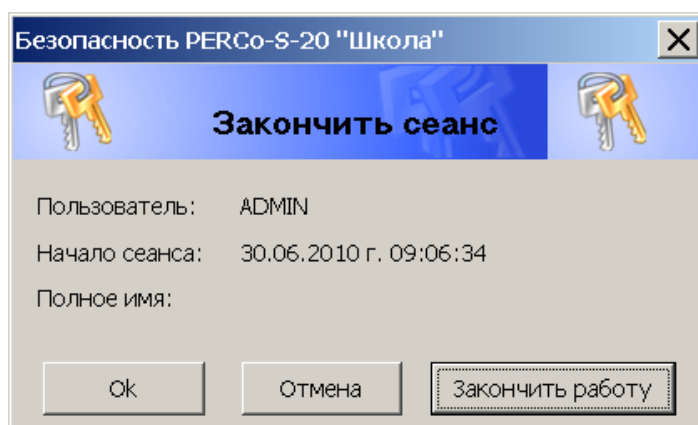 Безопасность PERCo-S-20 "Школа"
Закончить сеанс
Пользователь: ADMIN
Начало сеанса: 30.06.2010 г. 09:06:34
Полное имя:
Ok Отмена Закончить работу